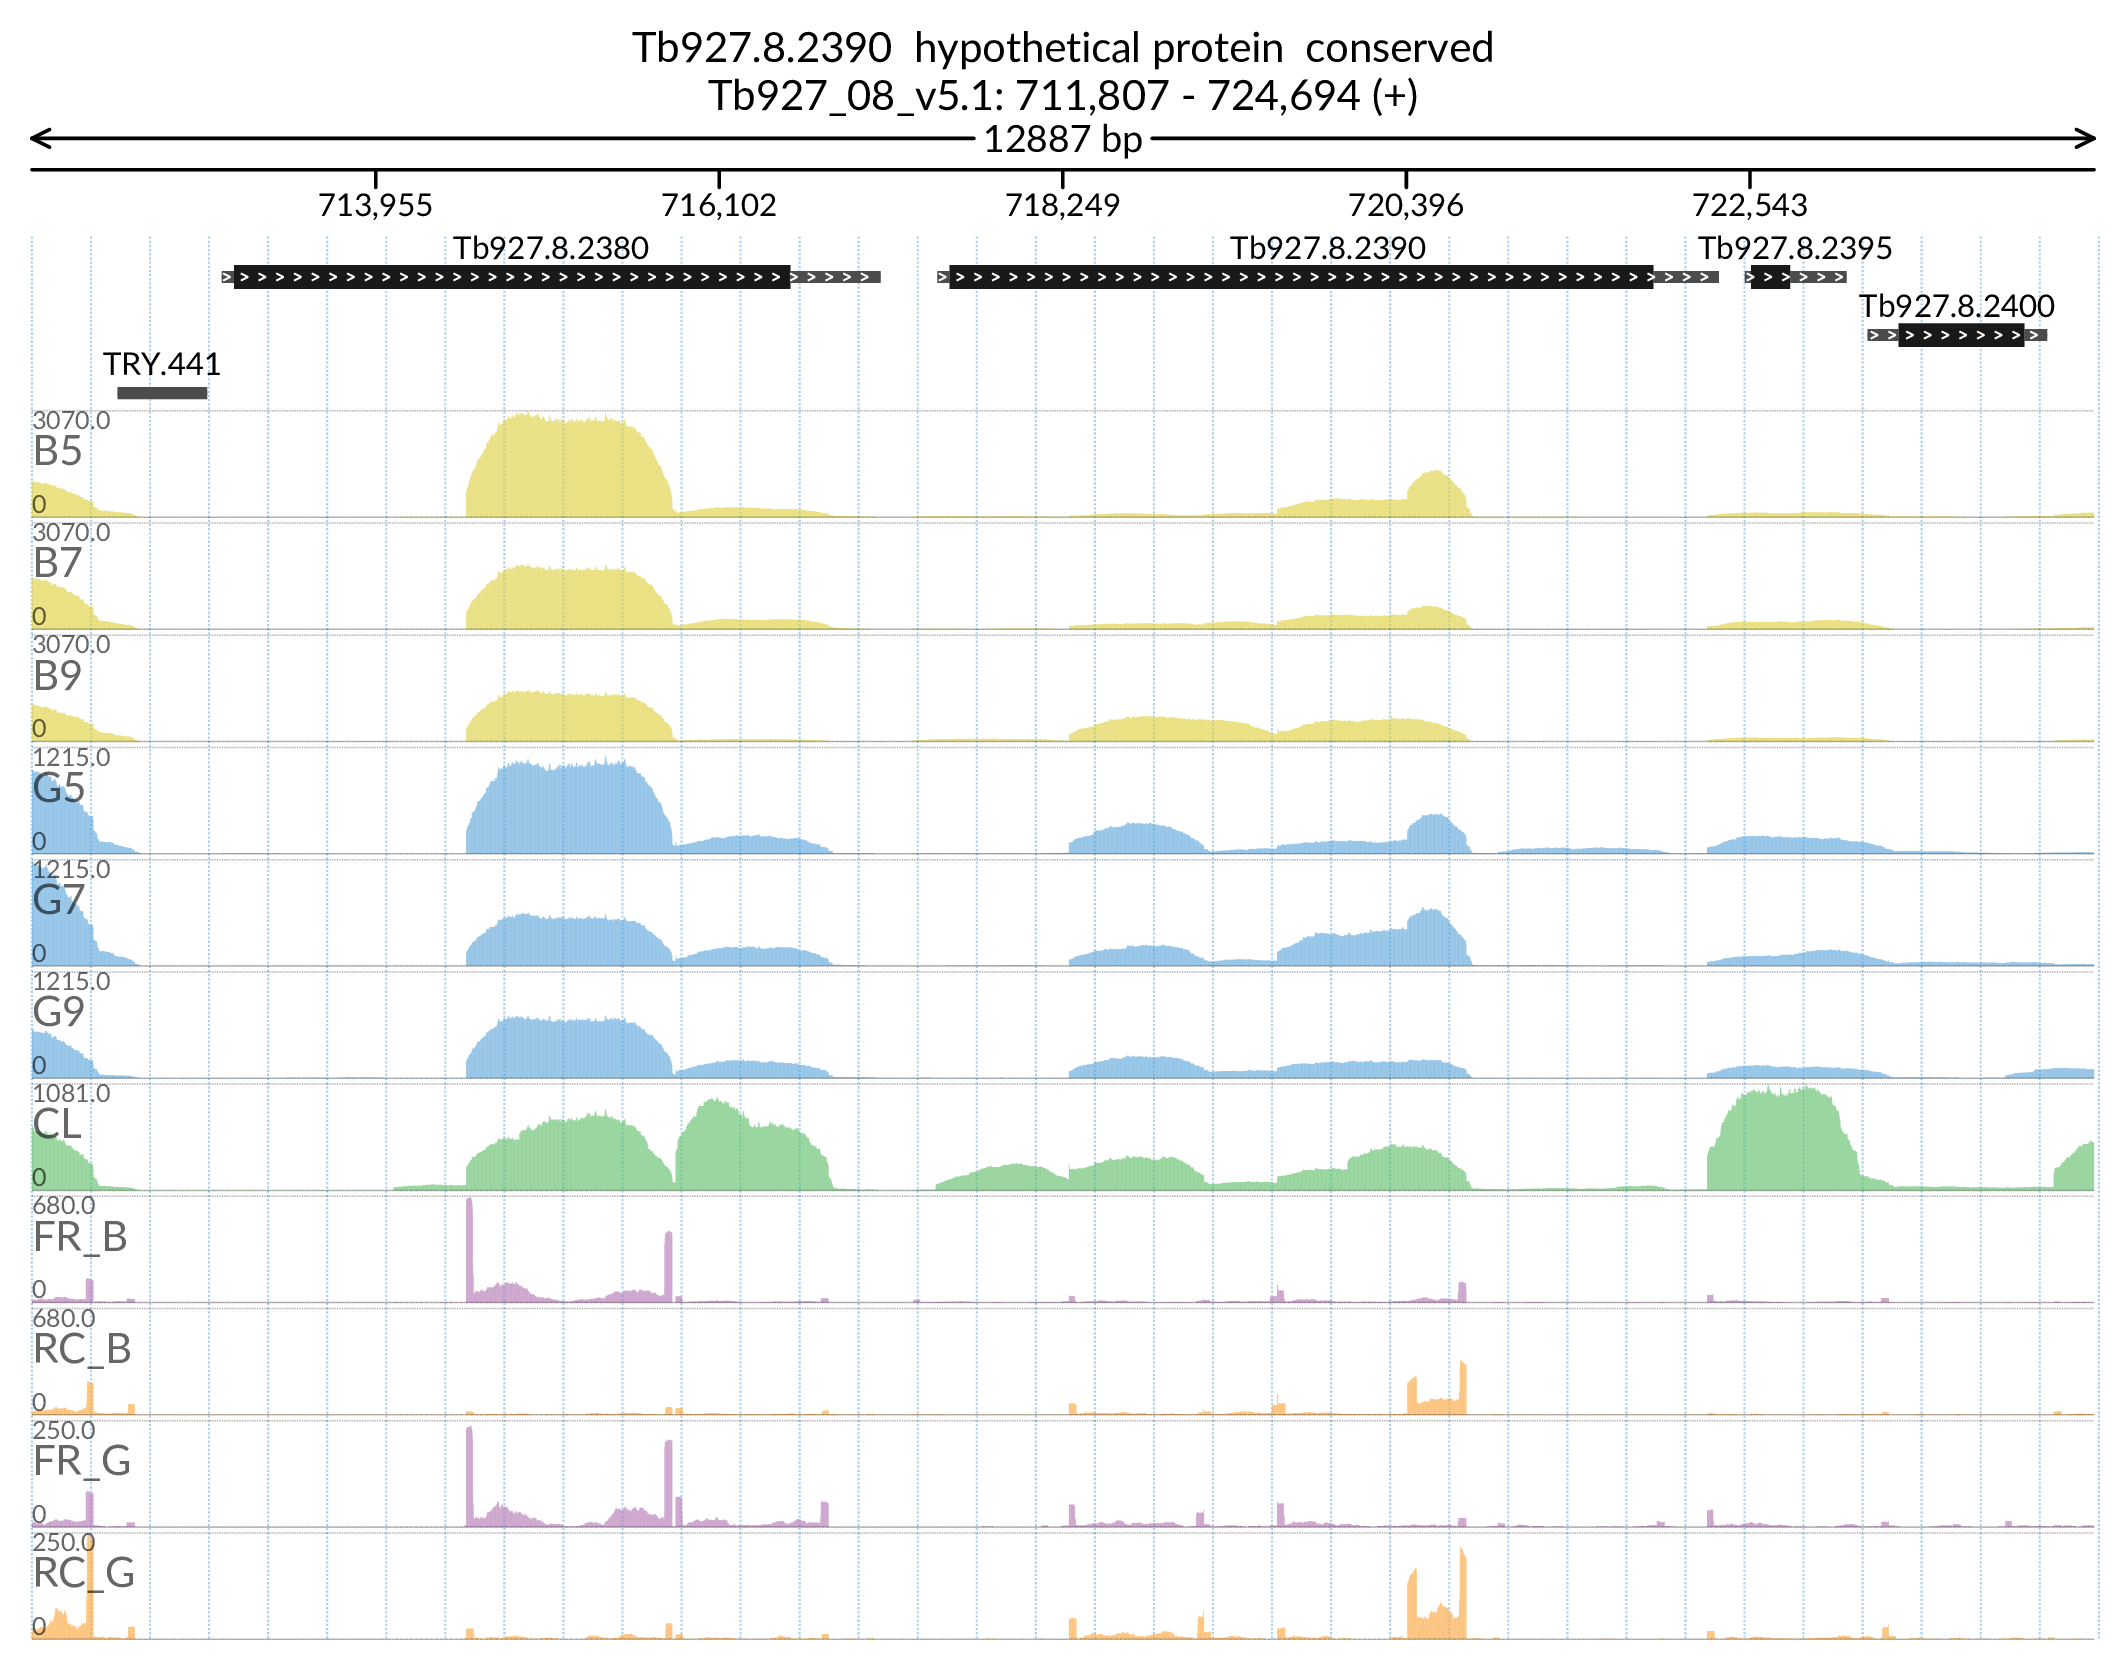 Tb927.8.2390  hypothetical protein  conserved
Tb927_08_v5.1: 711,807 - 724,694 (+)
12887 bp
713,955 716,102 718,249 720,396 722,543
Tb927.8.2380 Tb927.8.2390 Tb927.8.2395
Tb927.8.2400
TRY.441
3070.0
B5
0
3070.0
B7
0
3070.0
B9
0
1215.0
G5
0
1215.0
G7
0
1215.0
G9
0
1081.0
CL
0
680.0
FR_B
0
680.0
RC_B
0
250.0
FR_G
0
250.0
RC_G
0